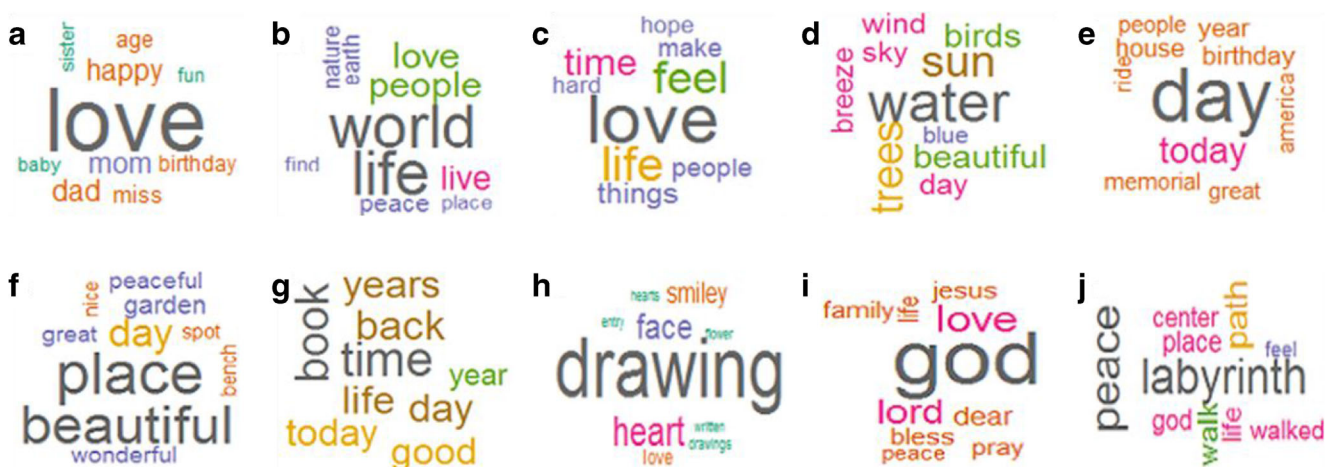 a
sister
age
happy fun
love
baby mom birthday
dad miss
b
nature
earth
love
people
world
find life live
peace place
c
hope
make
time
feel
hard
love
life people
things
d
wind
birds
sky
sun
breeze
water
blue
trees
beautiful
day
e
people year
house
birthday
ride
day
america
today
memorial great
f
nice
peaceful
garden
great day spot
bench
place
beautiful
wonderful
g
book
years
back
time
year
life day
today
good
h
hearts smiley
entry face flower
drawing
heart written
dravings
love
i
jesus
family life
love
god
lord dear
bless
peace pray
j
peace
center
path
place
feel
labyrinth
god walk life walked